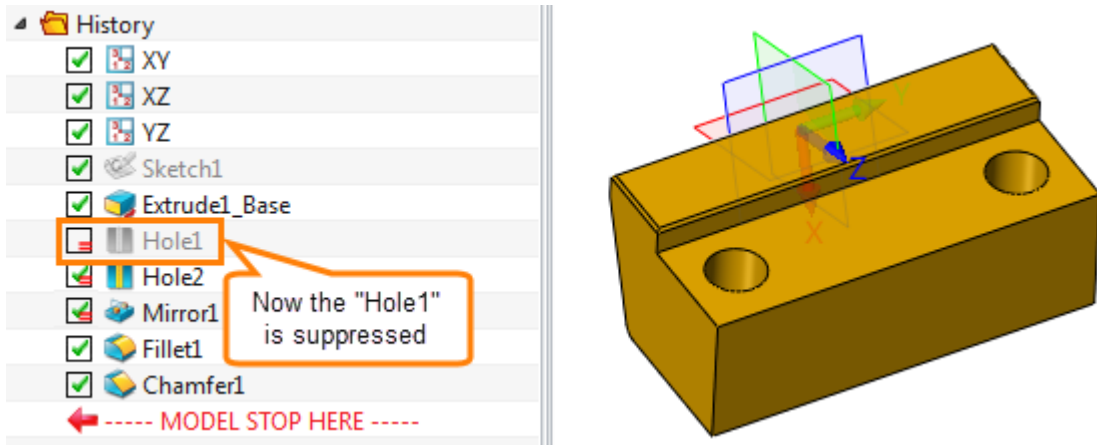 History
XY
XZ
YZ
Sketch1
Extrude1_Base
Hole1
Hole2
Mirror1
Fillet1
Chamfer1
----- MODEL STOP HERE -----
Now the "Hole1"
is suppressed
Y
Z
X